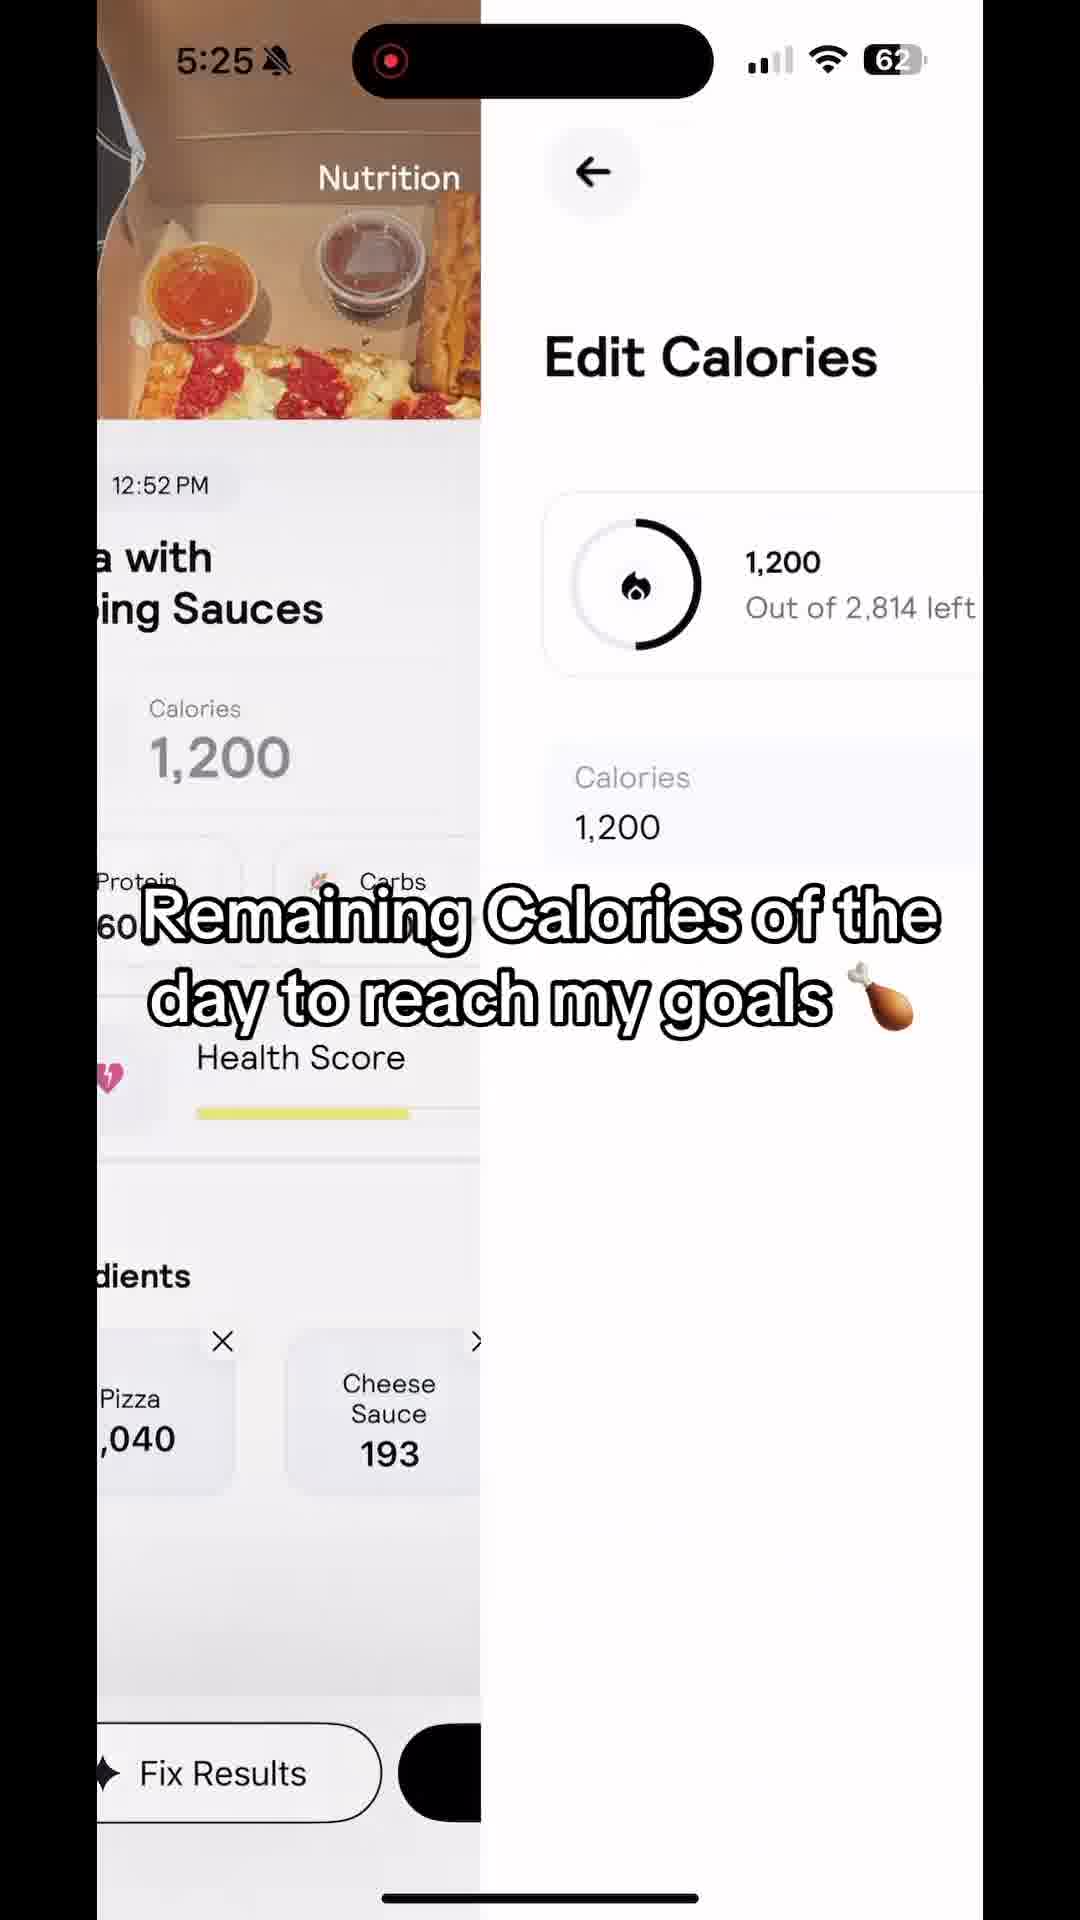 5:25
62
Nutrition
12:52 PM
a with
ing Sauces
Calories
1,200
Protein
60
Carbs
Health Score
dients
Pizza
,040
Cheese
Sauce
193
Fix Results
Edit Calories
1,200
Out of 2,814 left
Calories
1,200
Remaining Calories of the
day to reach my goals